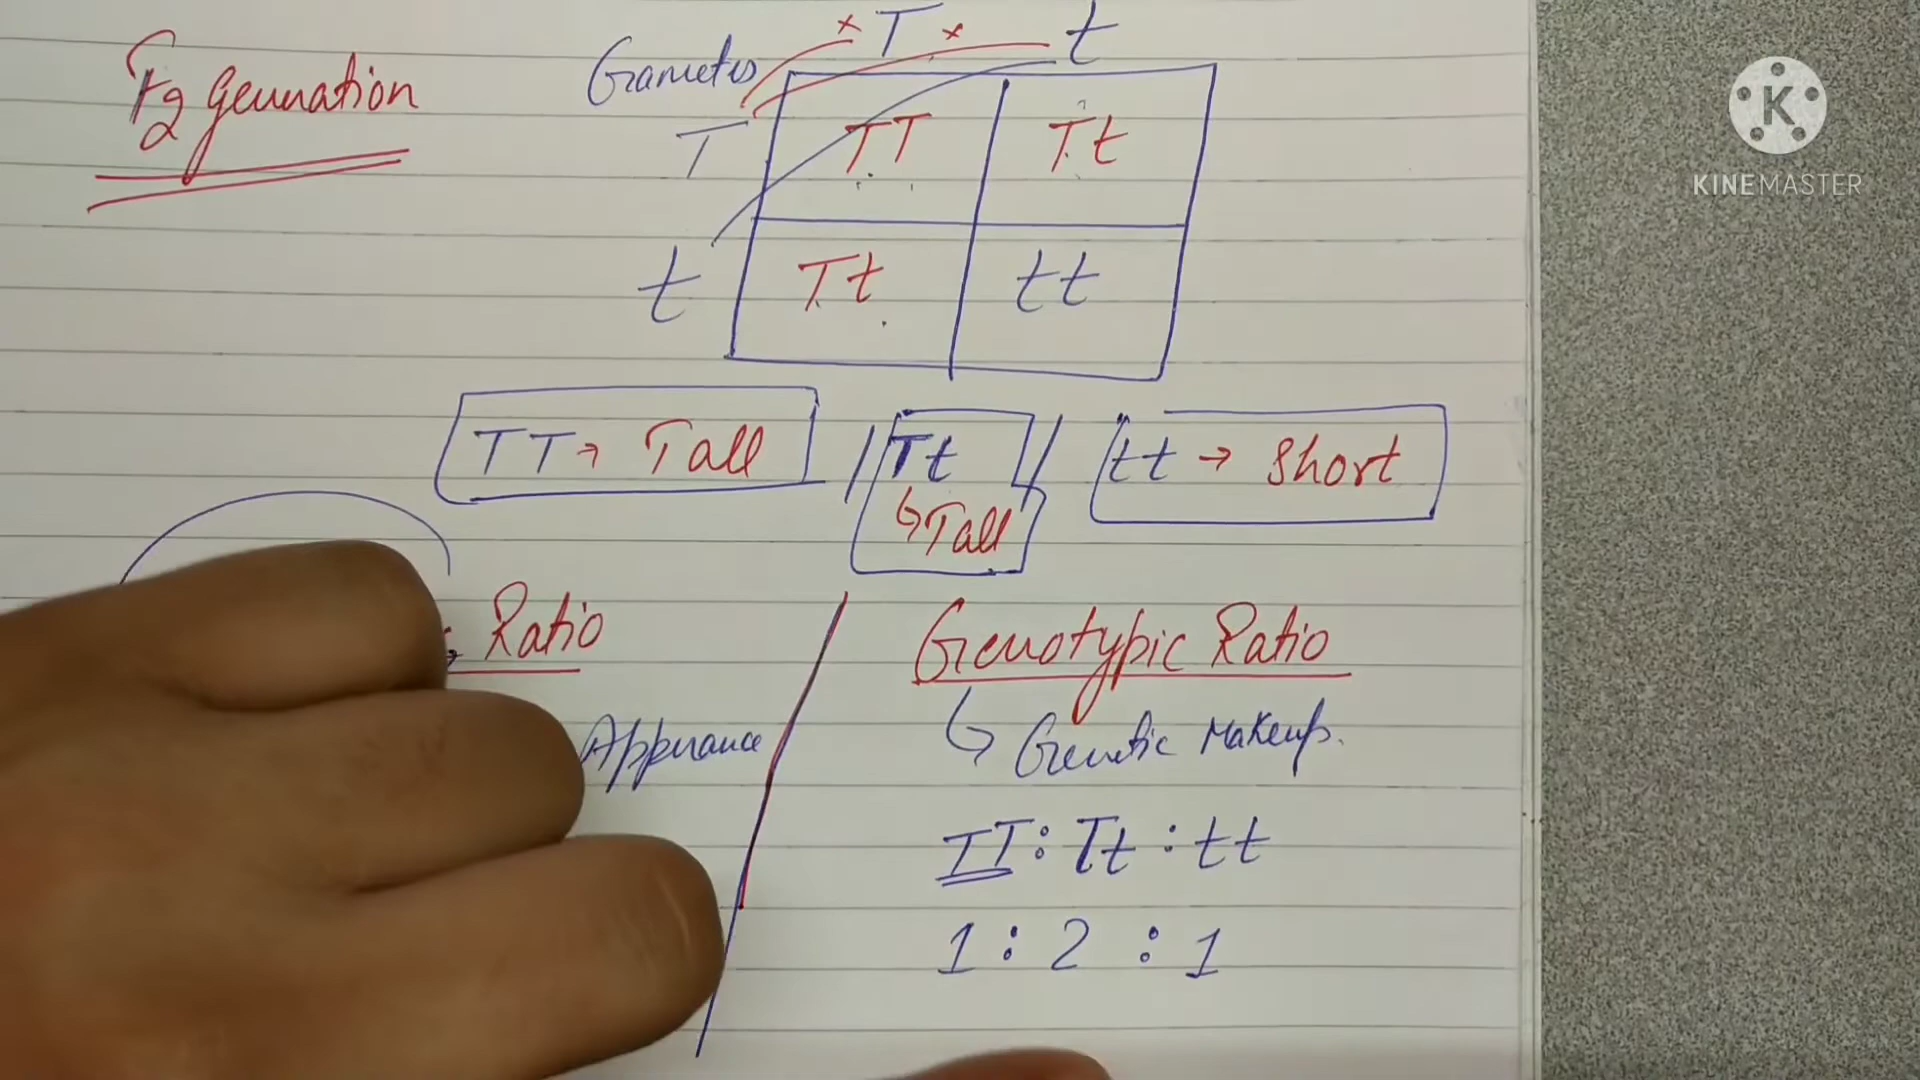 T t
Gametes
F2 Generation
T TT Tt
t Tt tt
TT → Tall / Tt / tt → Short
↳ Tall
Ratio
Genotypic Ratio
Apperance
↳ Genetic Makeup.
TT : Tt : tt
1 : 2 : 1
K
KINEMASTER